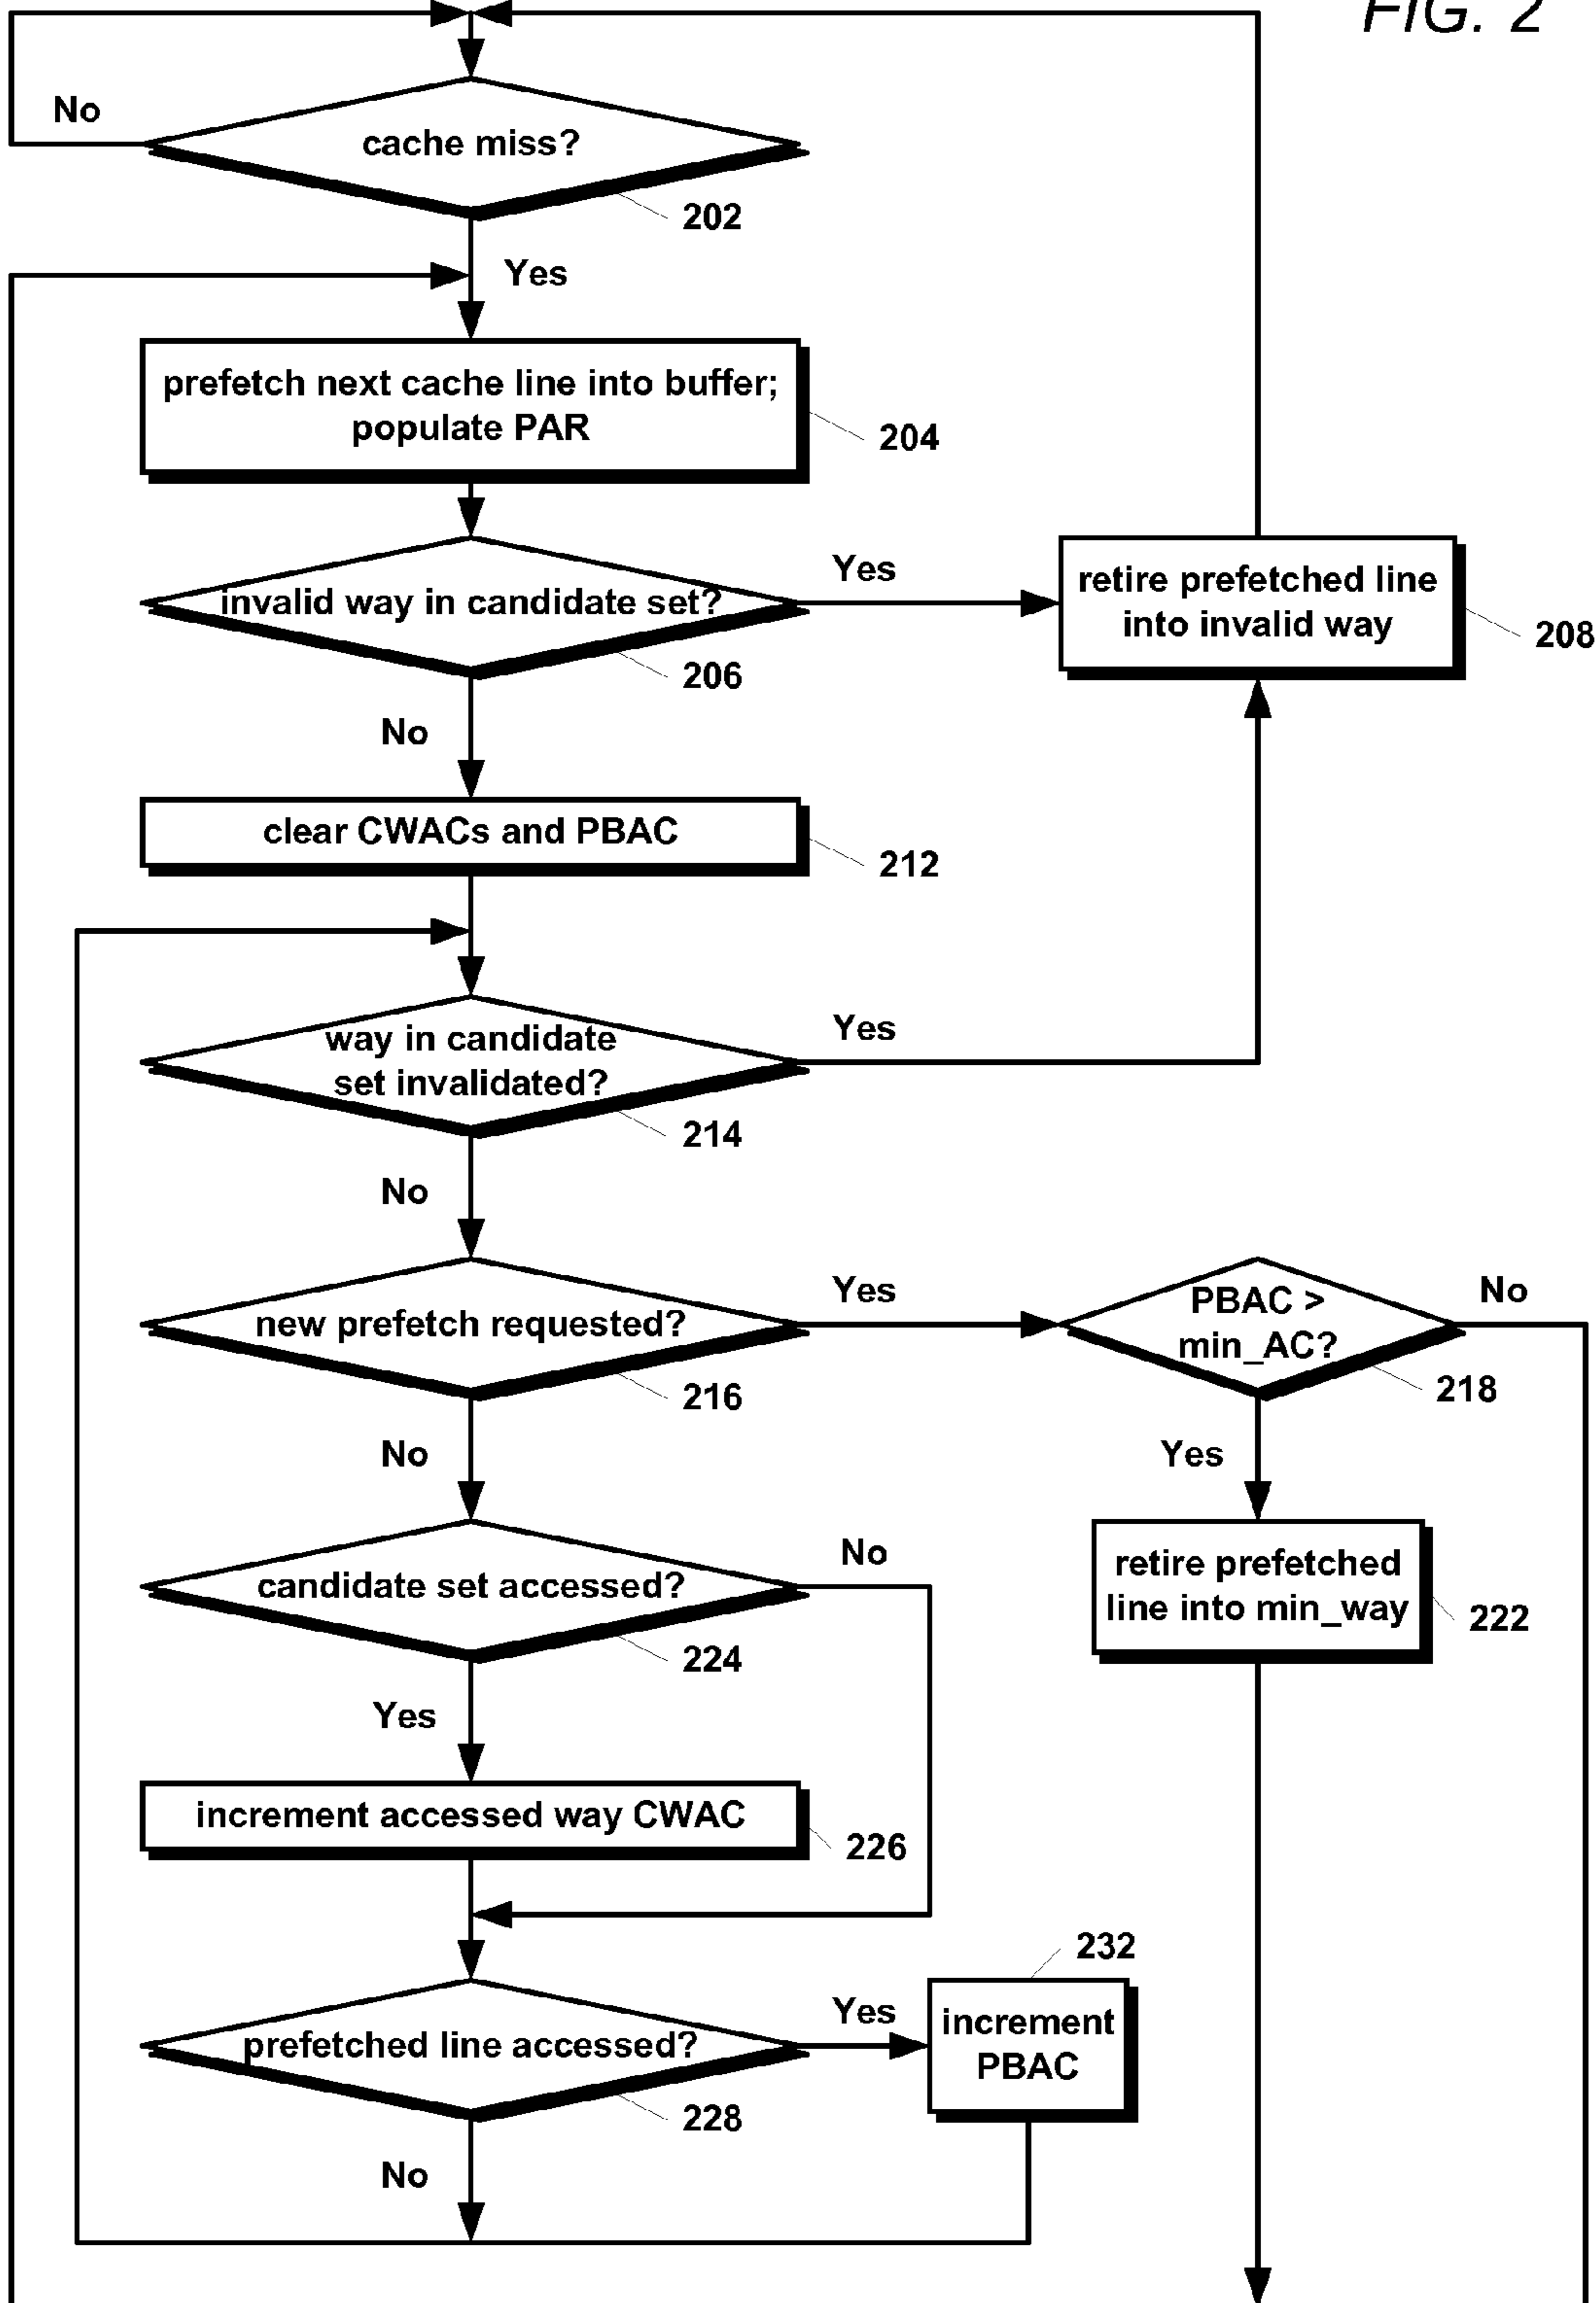 FIG. 2
No
cache miss?
202
Yes
prefetch next cache line into buffer;
populate PAR
204
invalid way in candidate set?
Yes
206
retire prefetched line
into invalid way
208
No
clear CWACs and PBAC
212
way in candidate
set invalidated?
Yes
214
No
new prefetch requested?
Yes
216
PBAC >
min_AC?
No
218
No
Yes
candidate set accessed?
No
224
retire prefetched
line into min_way
222
Yes
increment accessed way CWAC
226
232
prefetched line accessed?
Yes
228
increment
PBAC
No